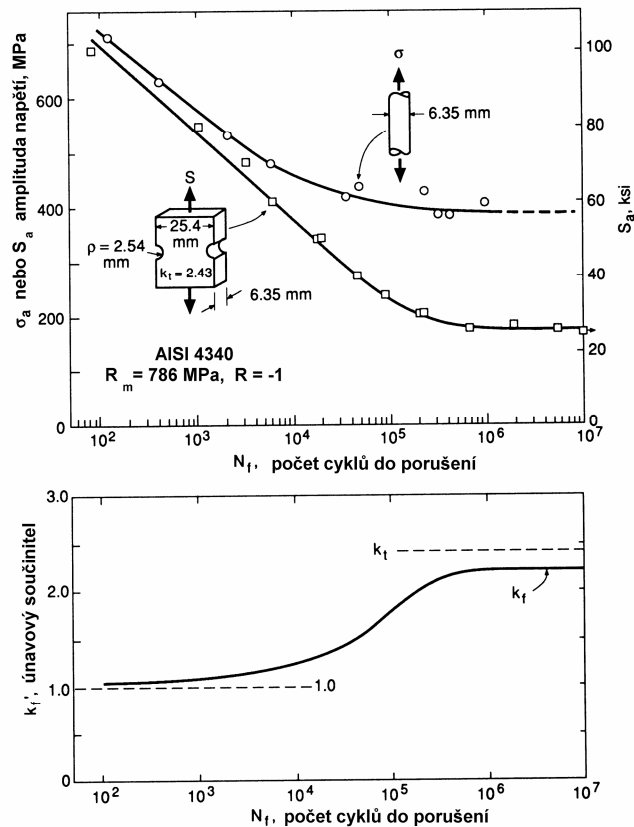 σa nebo Sa amplituda napětí, MPa
600
400
200
0
100
80
60
40
25
0
Sa, ksi
σ
6.35 mm
S
25.4
mm
ρ = 2.54
mm
kt = 2.43
6.35 mm
AISI 4340
Rm = 786 MPa, R = -1
10²
10³
10⁴
10⁵
10⁶
10⁷
Nf, počet cyklů do porušení
kf', únavový součinitel
3.0
2.0
1.0
0
kt
kf
1.0
10²
10³
10⁴
10⁵
10⁶
10⁷
Nf, počet cyklů do porušení